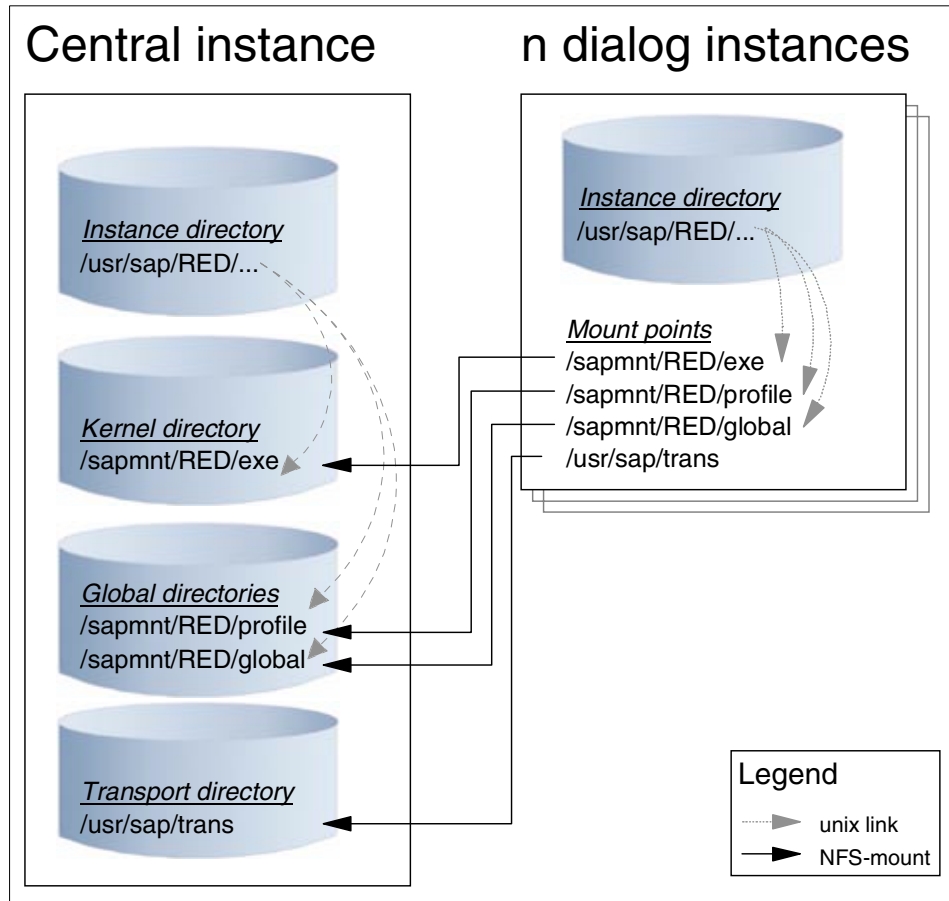 Central instance
Instance directory
/usr/sap/RED/...
Kernel directory
/sapmnt/RED/exe
Global directories
/sapmnt/RED/profile
/sapmnt/RED/global
Transport directory
/usr/sap/trans
n dialog instances
Instance directory
/usr/sap/RED/...
Mount points
/sapmnt/RED/exe
/sapmnt/RED/profile
/sapmnt/RED/global
/usr/sap/trans
Legend
unix link
NFS-mount